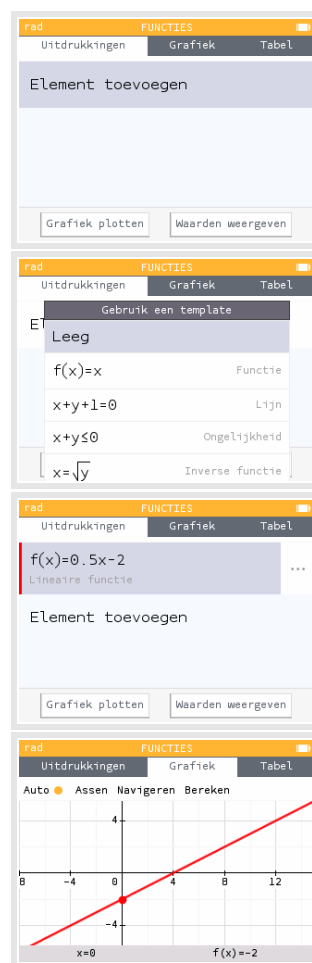 rad FUNCTIES
Uitdrukkingen Grafiek Tabel
Element toevoegen
Grafiek plotten Waarden weergeven
rad FUNCTIES
Uitdrukkingen Grafiek Tabel
Gebruik een template
Leeg
f(x)=x Functie
x+y+1=0 Lijn
x+y≤0 Ongelijkheid
x=√y Inverse functie
rad FUNCTIES
Uitdrukkingen Grafiek Tabel
f(x)=0.5x-2 ...
Lineaire functie
Element toevoegen
Grafiek plotten Waarden weergeven
rad FUNCTIES
Uitdrukkingen Grafiek Tabel
Auto Assen Navigeren Bereken
4
8 -4 0 4 8 12
-4
x=0 f(x)=-2